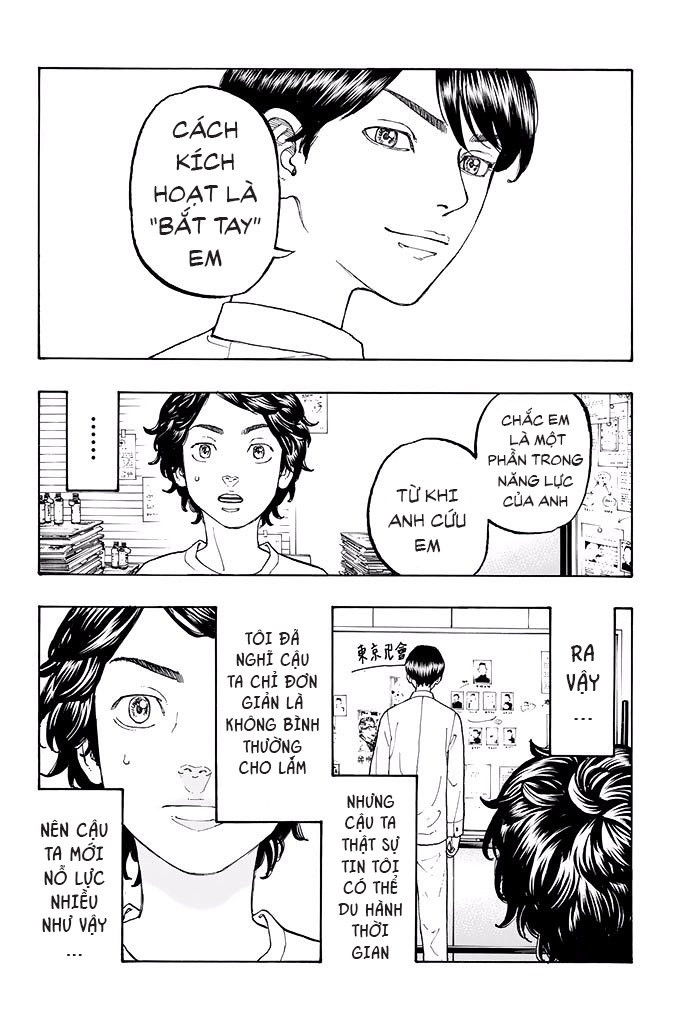 CÁCH
KÍCH
HOẠT LÀ
"BẮT TAY"
EM
CHẮC EM
LÀ MỘT
PHẦN TRONG
NĂNG LỰC
CỦA ANH
TỪ KHI
ANH CỨU
EM
......
RA
VẬY
...
東京卍會
TÔI ĐÃ
NGHĨ CẬU
TA CHỈ ĐƠN
GIẢN LÀ
KHÔNG BÌNH
THƯỜNG
CHO LẮM
NHƯNG
CẬU TA
THẬT SỰ
TIN TÔI
CÓ THỂ
DU HÀNH
THỜI
GIAN
NÊN CẬU
TA MỚI
NỖ LỰC
NHIỀU
NHƯ VẬY
...